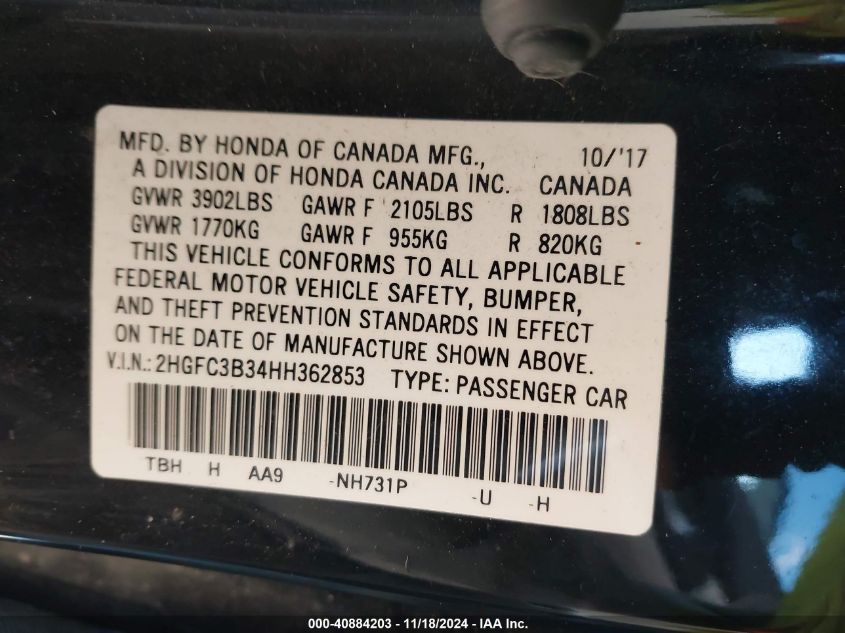 MFD. BY HONDA OF CANADA MFG., 10/'17
A DIVISION OF HONDA CANADA INC. CANADA
GVWR 3902LBS GAWR F 2105LBS R 1808LBS
GVWR 1770KG GAWR F 955KG R 820KG
THIS VEHICLE CONFORMS TO ALL APPLICABLE
FEDERAL MOTOR VEHICLE SAFETY, BUMPER,
AND THEFT PREVENTION STANDARDS IN EFFECT
ON THE DATE OF MANUFACTURE SHOWN ABOVE.
V.I.N.: 2HGFC3B34HH362853 TYPE: PASSENGER CAR
TBH H AA9 -NH731P -U -H
000-40884203 - 11/18/2024 - IAA Inc.